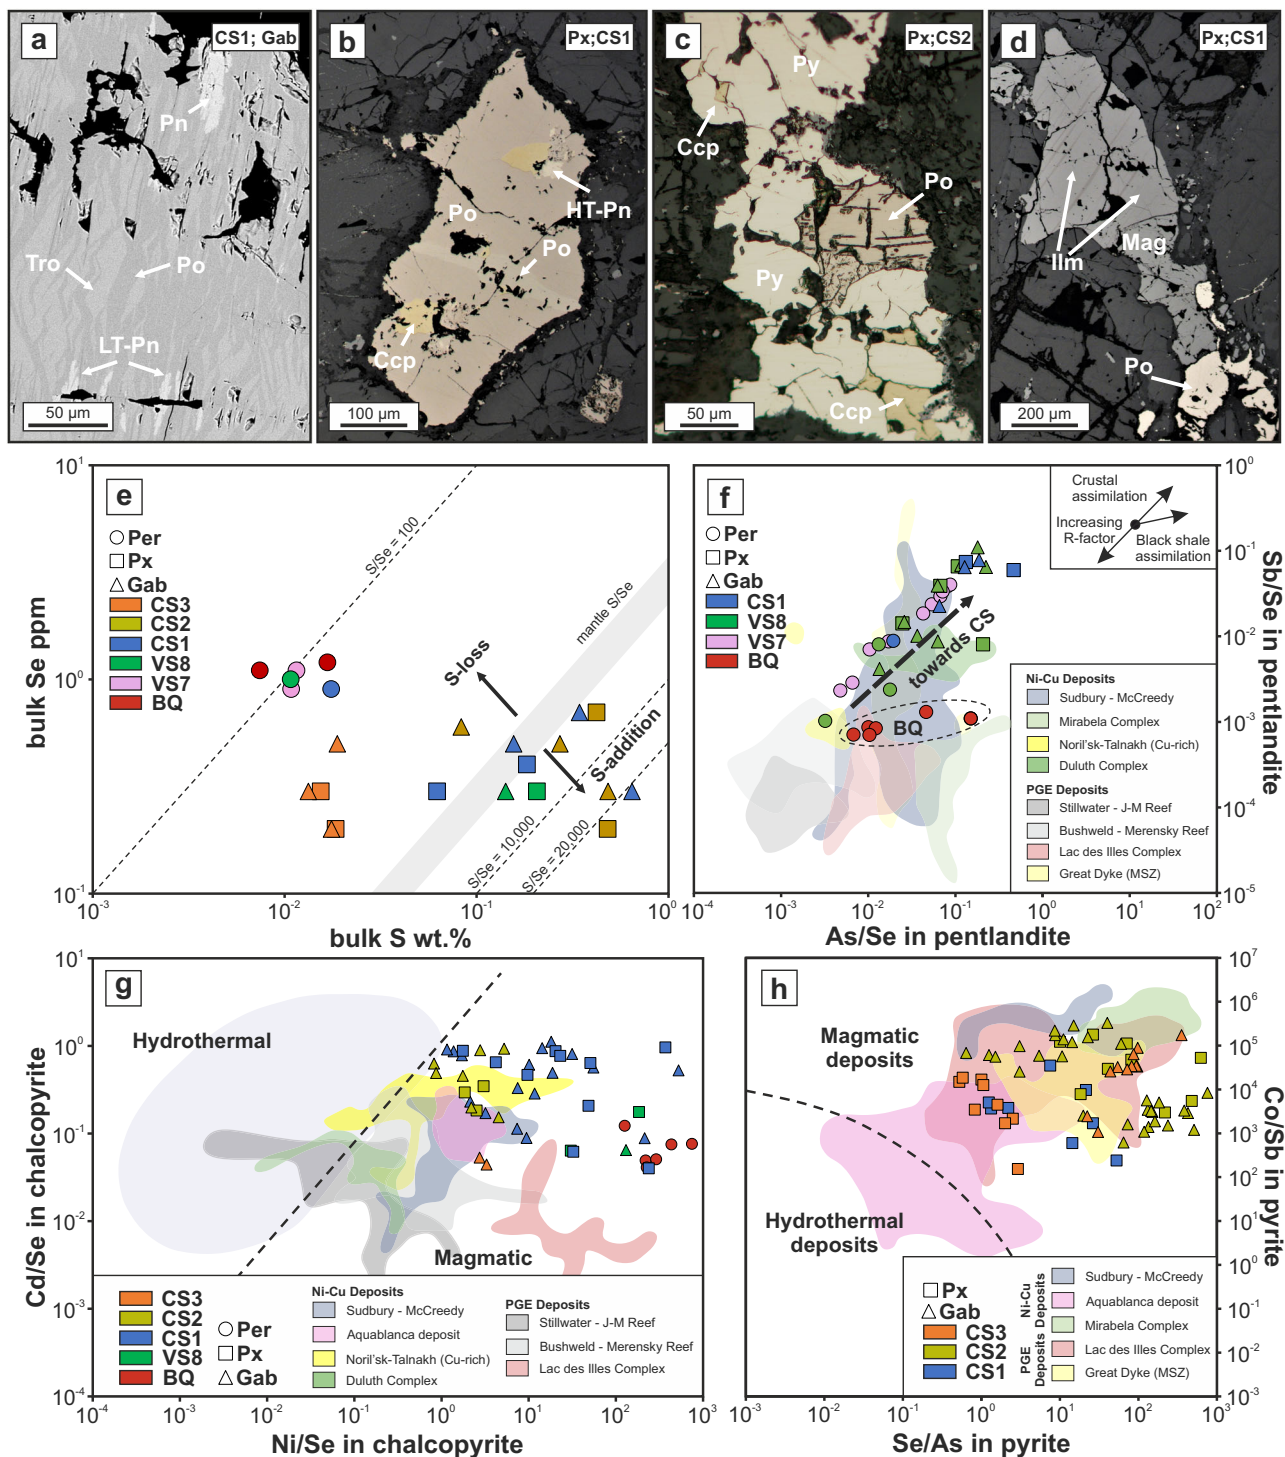 a
CS1; Gab
Pn
Tro
Po
LT-Pn
50 µm
b
Px;CS1
HT-Pn
Po
Po
Ccp
100 µm
c
Px;CS2
Py
Ccp
Po
Py
Ccp
50 µm
d
Px;CS1
Ilm
Mag
Po
200 µm
e
Per
Px
Gab
CS3
CS2
CS1
VS8
VS7
BQ
S/Se = 100
mantle S/Se
S-loss
S-addition
S/Se = 10,000
S/Se = 20,000
bulk Se ppm
10¹
10⁰
10⁻¹
10⁻³
10⁻²
10⁻¹
10⁰
bulk S wt.%
f
Per
Px
Gab
CS1
VS8
VS7
BQ
Crustal
assimilation
Increasing
R-factor
Black shale
assimilation
towards CS
BQ
Ni-Cu Deposits
Sudbury - McCreedy
Mirabela Complex
Noril'sk-Talnakh (Cu-rich)
Duluth Complex
PGE Deposits
Stillwater - J-M Reef
Bushweld - Merensky Reef
Lac des Illes Complex
Great Dyke (MSZ)
10⁰
10⁻¹
10⁻²
10⁻³
10⁻⁴
10⁻⁵
Sb/Se in pentlandite
10⁻⁴
10⁻³
10⁻²
10⁻¹
10⁰
10¹
10²
As/Se in pentlandite
g
Hydrothermal
Magmatic
Cd/Se in chalcopyrite
10¹
10⁰
10⁻¹
10⁻²
10⁻³
10⁻⁴
CS3
CS2
CS1
VS8
BQ
Per
Px
Gab
Ni-Cu Deposits
Sudbury - McCreedy
Aquablanca deposit
Noril'sk-Talnakh (Cu-rich)
Duluth Complex
PGE Deposits
Stillwater - J-M Reef
Bushweld - Merensky Reef
Lac des Illes Complex
10⁻⁴
10⁻³
10⁻²
10⁻¹
10⁰
10¹
10²
10³
Ni/Se in chalcopyrite
h
Magmatic
deposits
Hydrothermal
deposits
Px
Gab
CS3
CS2
CS1
Ni-Cu
Deposits
PGE
Deposits
Sudbury - McCreedy
Aquablanca deposit
Mirabela Complex
Lac des Illes Complex
Great Dyke (MSZ)
10⁷
10⁶
10⁵
10⁴
10³
10²
10¹
10⁰
10⁻¹
10⁻²
10⁻³
Co/Sb in pyrite
10⁻³
10⁻²
10⁻¹
10⁰
10¹
10²
10³
Se/As in pyrite